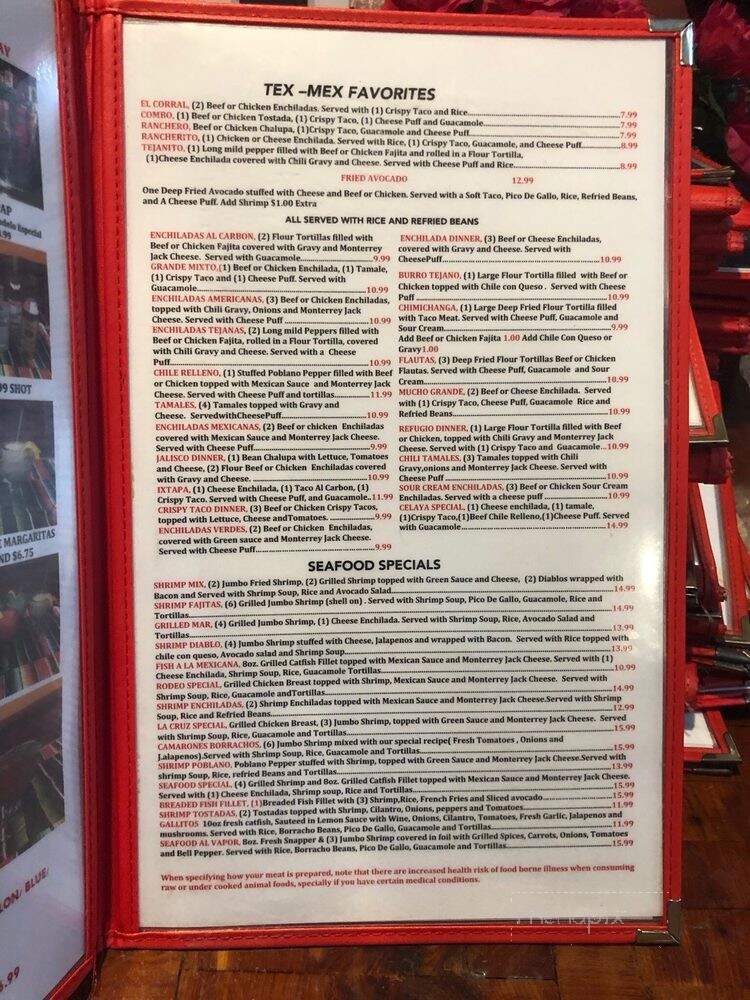 AY
AP
Especial
.99
99 SHOT
MARGARITAS
ND $6.75
LON/ BLUE/
6.99
TEX –MEX FAVORITES
EL CORRAL, (2) Beef or Chicken Enchiladas. Served with (1) Crispy Taco and Rice...7.99
COMBO, (1) Beef or Chicken Tostada, (1) Crispy Taco, (1) Cheese Puff and Guacamole...7.99
RANCHERO, Beef or Chicken Chalupa, (1)Crispy Taco, Guacamole and Cheese Puff...7.99
RANCHERITO, (1) Chicken or Cheese Enchilada. Served with Rice, (1) Crispy Taco, Guacamole, and Cheese Puff...8.99
TEJANITO, (1) Long mild pepper filled with Beef or Chicken Fajita and rolled in a Flour Tortilla,
(1)Cheese Enchilada covered with Chili Gravy and Cheese. Served with Cheese Puff and Rice...8.99
FRIED AVOCADO 12.99
One Deep Fried Avocado stuffed with Cheese and Beef or Chicken. Served with a Soft Taco, Pico De Gallo, Rice, Refried Beans,
and A Cheese Puff. Add Shrimp $1.00 Extra
ALL SERVED WITH RICE AND REFRIED BEANS
ENCHILADAS AL CARBON, (2) Flour Tortillas filled with
Beef or Chicken Fajita covered with Gravy and Monterrey
Jack Cheese. Served with Guacamole...9.99
GRANDE MIXTO,(1) Beef or Chicken Enchilada, (1) Tamale,
(1) Crispy Taco and (1) Cheese Puff. Served with
Guacamole...10.99
ENCHILADAS AMERICANAS, (3) Beef or Chicken Enchiladas,
topped with Chili Gravy, Onions and Monterrey Jack
Cheese. Served with Cheese Puff ...10.99
ENCHILADAS TEJANAS, (2) Long mild Peppers filled with
Beef or Chicken Fajita, rolled in a Flour Tortilla, covered
with Chili Gravy and Cheese. Served with a Cheese
Puff...10.99
CHILE RELLENO, (1) Stuffed Poblano Pepper filled with Beef
or Chicken topped with Mexican Sauce and Monterrey Jack
Cheese. Served with Cheese Puff and tortillas...11.99
TAMALES, (4) Tamales topped with Gravy and
Cheese. ServedwithCheesePuff...10.99
ENCHILADAS MEXICANAS, (2) Beef or chicken Enchiladas
covered with Mexican Sauce and Monterrey Jack Cheese.
Served with Cheese Puff...9.99
JALISCO DINNER, (1) Bean Chalupa with Lettuce, Tomatoes
and Cheese, (2) Flour Beef or Chicken Enchiladas covered
with Gravy and Cheese. ...10.99
IXTAPA, (1) Cheese Enchilada, (1) Taco Al Carbon, (1)
Crispy Taco. Served with Cheese Puff, and Guacamole..11.99
CRISPY TACO DINNER, (3) Beef or Chicken Crispy Tacos,
topped with Lettuce, Cheese andTomatoes. ...9.99
ENCHILADAS VERDES, (2) Beef or Chicken Enchiladas,
covered with Green sauce and Monterrey Jack Cheese.
Served with Cheese Puff...9.99
ENCHILADA DINNER, (3) Beef or Cheese Enchiladas,
covered with Gravy and Cheese. Served with
CheesePuff...10.99
BURRO TEJANO, (1) Large Flour Tortilla filled with Beef or
Chicken topped with Chile con Queso . Served with Cheese
Puff ...10.99
CHIMICHANGA, (1) Large Deep Fried Flour Tortilla filled
with Taco Meat. Served with Cheese Puff, Guacamole and
Sour Cream...9.99
Add Beef or Chicken Fajita 1.00 Add Chile Con Queso or
Gravy1.00
FLAUTAS, (3) Deep Fried Flour Tortillas Beef or Chicken
Flautas. Served with Cheese Puff, Guacamole and Sour
Cream...10.99
MUCHO GRANDE, (2) Beef or Cheese Enchilada. Served
with (1) Crispy Taco, Cheese Puff, Guacamole Rice and
Refried Beans...10.99
REFUGIO DINNER, (1) Large Flour Tortilla filled with Beef
or Chicken, topped with Chili Gravy and Monterrey Jack
Cheese. Served with (1) Crispy Taco and Guacamole...10.99
CHILI TAMALES, (3) Tamales topped with Chili
Gravy,onions and Monterrey Jack Cheese. Served with
Cheese Puff ...10.99
SOUR CREAM ENCHILADAS, (3) Beef or Chicken Sour Cream
Enchiladas. Served with a cheese puff ...10.99
CELAYA SPECIAL, (1) Cheese enchilada, (1) tamale,
(1)Crispy Taco,(1)Beef Chile Relleno,(1)Cheese Puff. Served
with Guacamole...14.99
SEAFOOD SPECIALS
SHRIMP MIX, (2) Jumbo Fried Shrimp, (2) Grilled Shrimp topped with Green Sauce and Cheese, (2) Diablos wrapped with
Bacon and Served with Shrimp Soup, Rice and Avocado Salad...14.99
SHRIMP FAJITAS, (6) Grilled Jumbo Shrimp (shell on) . Served with Shrimp Soup, Pico De Gallo, Guacamole, Rice and
Tortillas...14.99
GRILLED MAR, (4) Grilled Jumbo Shrimp, (1) Cheese Enchilada. Served with Shrimp Soup, Rice, Avocado Salad and
Tortillas...13.99
SHRIMP DIABLO, (4) Jumbo Shrimp stuffed with Cheese, Jalapenos and wrapped with Bacon. Served with Rice topped with
chile con queso, Avocado salad and Shrimp Soup...13.99
FISH A LA MEXICANA, 8oz. Grilled Catfish Fillet topped with Mexican Sauce and Monterrey Jack Cheese. Served with (1)
Cheese Enchilada, Shrimp Soup, Rice, Guacamole Tortillas...10.99
RODEO SPECIAL, Grilled Chicken Breast topped with Shrimp, Mexican Sauce and Monterrey Jack Cheese. Served with
Shrimp Soup, Rice, Guacamole andTortillas...14.99
SHRIMP ENCHILADAS, (2) Shrimp Enchiladas topped with Mexican Sauce and Monterrey Jack Cheese.Served with Shrimp
Soup, Rice and Refried Beans...12.99
LA CRUZ SPECIAL, Grilled Chicken Breast, (3) Jumbo Shrimp, topped with Green Sauce and Monterrey Jack Cheese. Served
with Shrimp Soup, Rice, Guacamole and Tortillas...15.99
CAMARONES BORRACHOS, (6) Jumbo Shrimp mixed with our special recipe( Fresh Tomatoes , Onions and
J,alapenos).Served with Shrimp Soup, Rice, Guacamole and Tortillas...15.99
SHRIMP POBLANO, Poblano Pepper stuffed with Shrimp, topped with Green Sauce and Monterrey Jack Cheese.Served with
shrimp Soup, Rice, refried Beans and Tortillas...13.99
SEAFOOD SPECIAL, (4) Grilled Shrimp and 8oz. Grilled Catfish Fillet topped with Mexican Sauce and Monterrey Jack Cheese.
Served with (1) Cheese Enchilada, Shrimp soup, Rice and Tortillas...15.99
BREADED FISH FILLET, (1)Breaded Fish Fillet with (3) Shrimp,Rice, French Fries and Sliced avocado...15.99
SHRIMP TOSTADAS, (2) Tostadas topped with Shrimp, Cilantro, Onions, peppers and Tomatoes...11.99
GALLITOS 10oz fresh catfish, Sauteed in Lemon Sauce with Wine, Onions, Cilantro, Tomatoes, Fresh Garlic, Jalapenos and
mushrooms. Served with Rice, Borracho Beans, Pico De Gallo, Guacamole and Tortillas...11.99
SEAFOOD AL VAPOR, 8oz. Fresh Snapper & (3) Jumbo Shrimp covered in foil with Grilled Spices, Carrots, Onions, Tomatoes
and Bell Pepper. Served with Rice, Borracho Beans, Pico De Gallo, Guacamole and Tortillas...15.99
When specifying how your meat is prepared, note that there are increased health risk of food borne illness when consuming
raw or under cooked animal foods, specially if you have certain medical conditions.
menupix